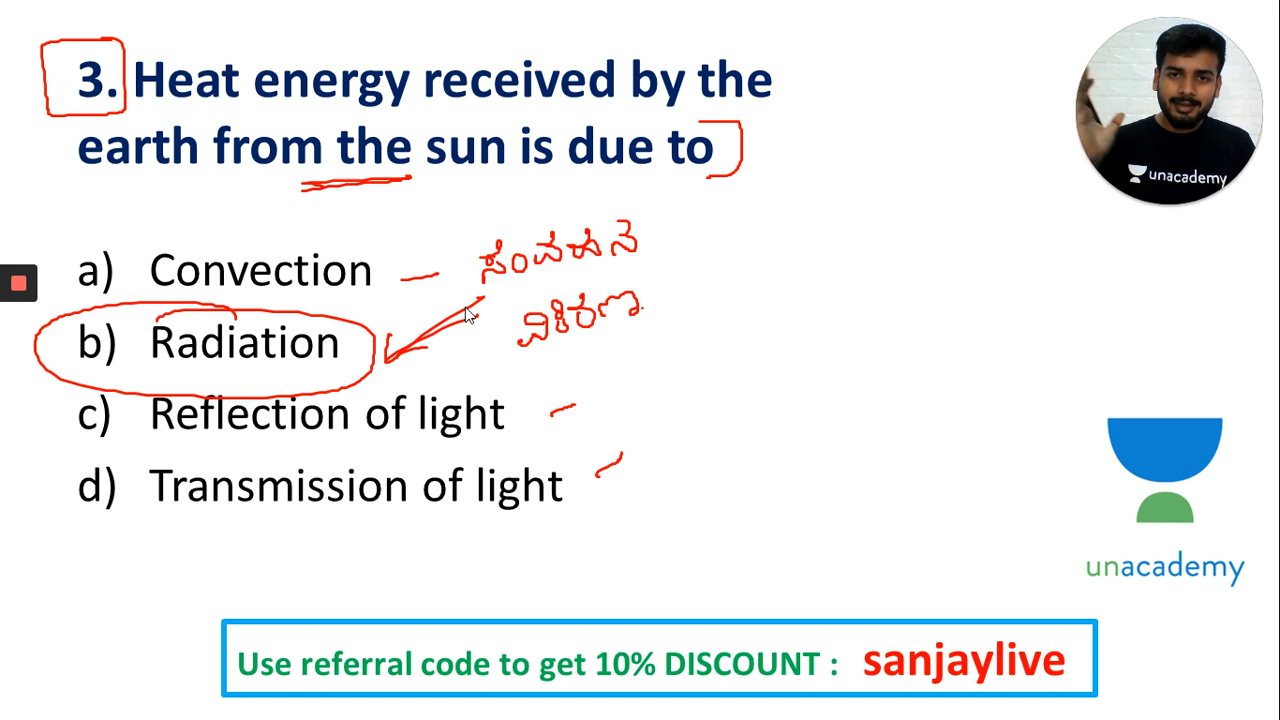 3. Heat energy received by the
earth from the sun is due to
unacademy
a) Convection – ಸಂವಹನ
b) Radiation ವಿಕಿರಣ
c) Reflection of light
d) Transmission of light
unacademy
Use referral code to get 10% DISCOUNT : sanjaylive